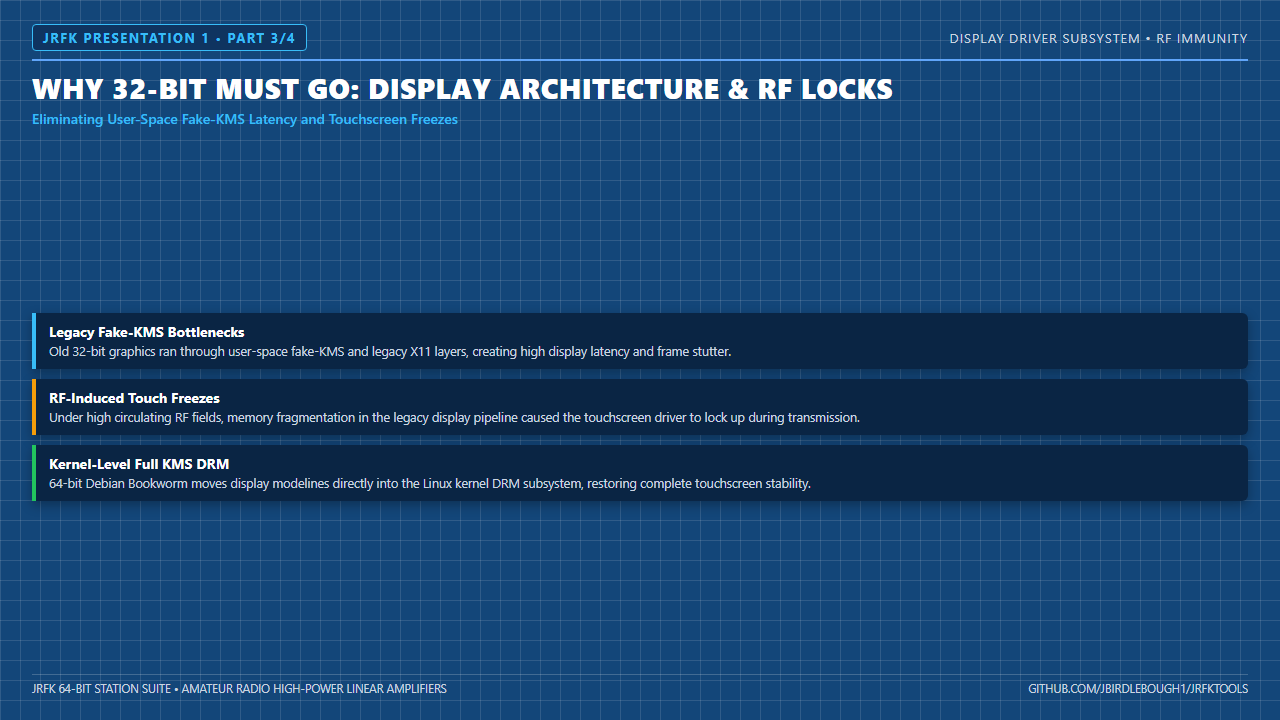 JRFK PRESENTATION 1 • PART 3/4
DISPLAY DRIVER SUBSYSTEM • RF IMMUNITY
WHY 32-BIT MUST GO: DISPLAY ARCHITECTURE & RF LOCKS
Eliminating User-Space Fake-KMS Latency and Touchscreen Freezes
Legacy Fake-KMS Bottlenecks
Old 32-bit graphics ran through user-space fake-KMS and legacy X11 layers, creating high display latency and frame stutter.
RF-Induced Touch Freezes
Under high circulating RF fields, memory fragmentation in the legacy display pipeline caused the touchscreen driver to lock up during transmission.
Kernel-Level Full KMS DRM
64-bit Debian Bookworm moves display modelines directly into the Linux kernel DRM subsystem, restoring complete touchscreen stability.
JRFK 64-BIT STATION SUITE • AMATEUR RADIO HIGH-POWER LINEAR AMPLIFIERS
GITHUB.COM/JBIRDLEBOUGH1/JRFKTOOLS